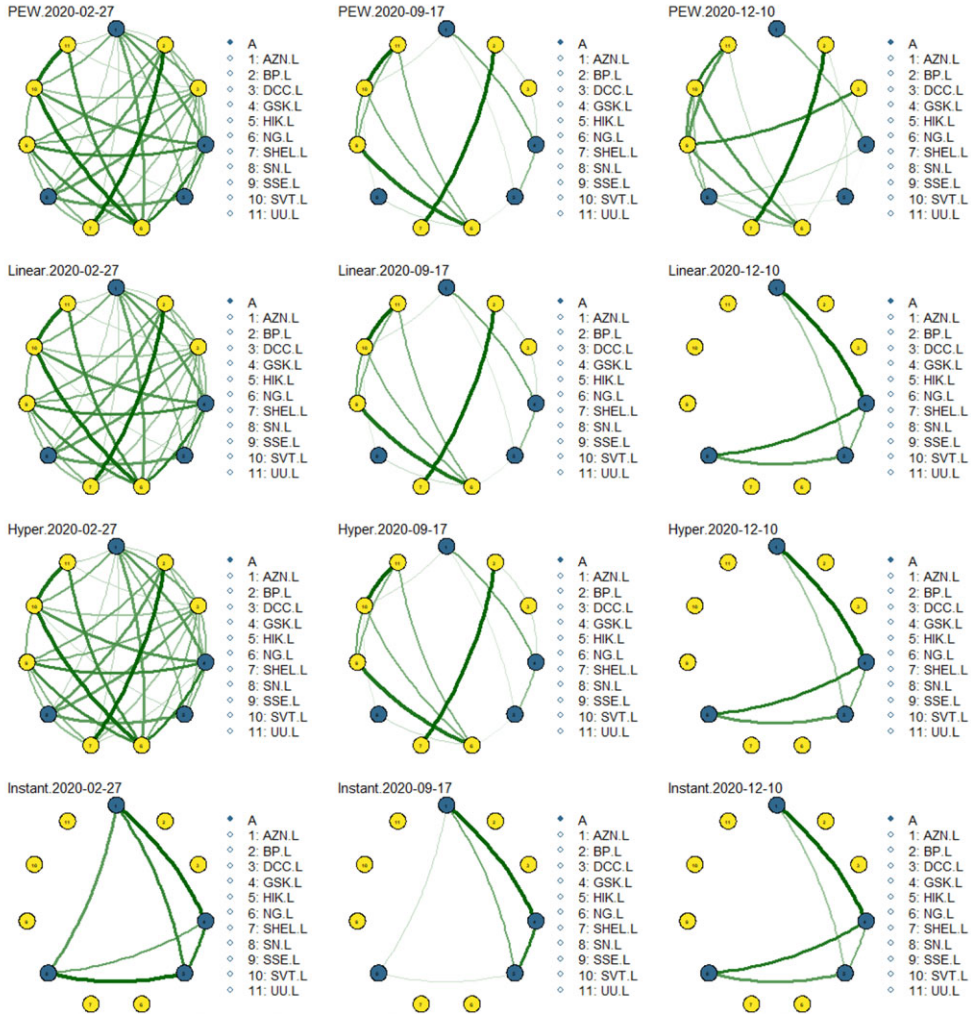 PEW.2020-02-27
A
1: AZN.L
2: BP.L
3: DCC.L
4: GSK.L
5: HIK.L
6: NG.L
7: SHEL.L
8: SN.L
9: SSE.L
10: SVT.L
11: UU.L
PEW.2020-09-17
A
1: AZN.L
2: BP.L
3: DCC.L
4: GSK.L
5: HIK.L
6: NG.L
7: SHEL.L
8: SN.L
9: SSE.L
10: SVT.L
11: UU.L
PEW.2020-12-10
A
1: AZN.L
2: BP.L
3: DCC.L
4: GSK.L
5: HIK.L
6: NG.L
7: SHEL.L
8: SN.L
9: SSE.L
10: SVT.L
11: UU.L
Linear.2020-02-27
A
1: AZN.L
2: BP.L
3: DCC.L
4: GSK.L
5: HIK.L
6: NG.L
7: SHEL.L
8: SN.L
9: SSE.L
10: SVT.L
11: UU.L
Linear.2020-09-17
A
1: AZN.L
2: BP.L
3: DCC.L
4: GSK.L
5: HIK.L
6: NG.L
7: SHEL.L
8: SN.L
9: SSE.L
10: SVT.L
11: UU.L
Linear.2020-12-10
A
1: AZN.L
2: BP.L
3: DCC.L
4: GSK.L
5: HIK.L
6: NG.L
7: SHEL.L
8: SN.L
9: SSE.L
10: SVT.L
11: UU.L
Hyper.2020-02-27
A
1: AZN.L
2: BP.L
3: DCC.L
4: GSK.L
5: HIK.L
6: NG.L
7: SHEL.L
8: SN.L
9: SSE.L
10: SVT.L
11: UU.L
Hyper.2020-09-17
A
1: AZN.L
2: BP.L
3: DCC.L
4: GSK.L
5: HIK.L
6: NG.L
7: SHEL.L
8: SN.L
9: SSE.L
10: SVT.L
11: UU.L
Hyper.2020-12-10
A
1: AZN.L
2: BP.L
3: DCC.L
4: GSK.L
5: HIK.L
6: NG.L
7: SHEL.L
8: SN.L
9: SSE.L
10: SVT.L
11: UU.L
Instant.2020-02-27
A
1: AZN.L
2: BP.L
3: DCC.L
4: GSK.L
5: HIK.L
6: NG.L
7: SHEL.L
8: SN.L
9: SSE.L
10: SVT.L
11: UU.L
Instant.2020-09-17
A
1: AZN.L
2: BP.L
3: DCC.L
4: GSK.L
5: HIK.L
6: NG.L
7: SHEL.L
8: SN.L
9: SSE.L
10: SVT.L
11: UU.L
Instant.2020-12-10
A
1: AZN.L
2: BP.L
3: DCC.L
4: GSK.L
5: HIK.L
6: NG.L
7: SHEL.L
8: SN.L
9: SSE.L
10: SVT.L
11: UU.L